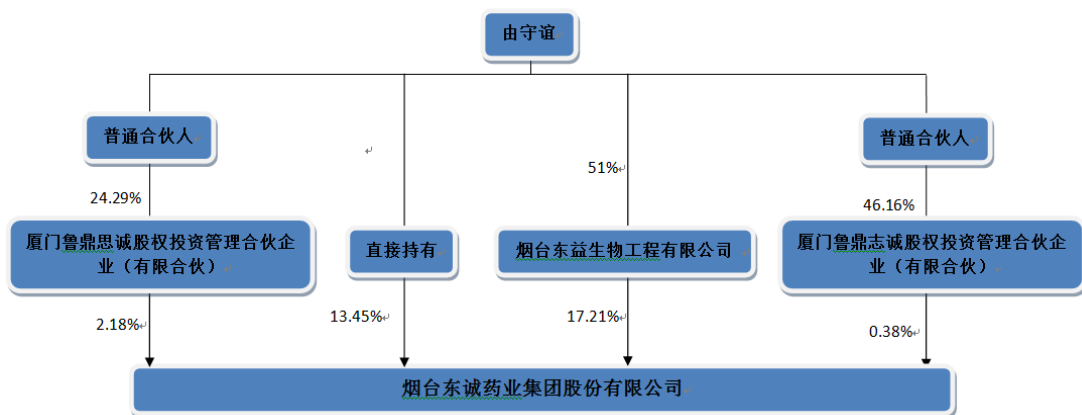 由守谊
普通合伙人
普通合伙人
51%
24.29%
46.16%
厦门鲁鼎思诚股权投资管理合伙企
业（有限合伙）
直接持有
烟台东益生物工程有限公司
厦门鲁鼎志诚股权投资管理合伙企
业（有限合伙）
2.18%
13.45%
17.21%
0.38%
烟台东诚药业集团股份有限公司